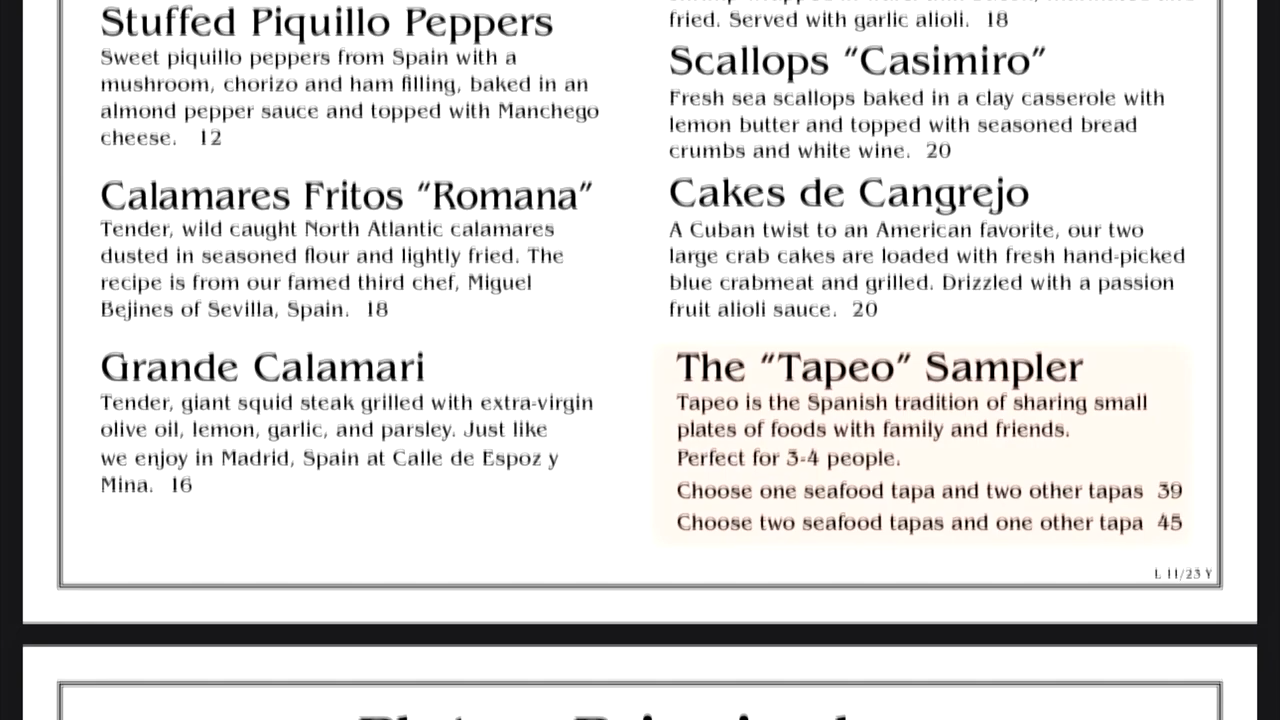 Stuffed Piquillo Peppers
Sweet piquillo peppers from Spain with a
mushroom, chorizo and ham filling, baked in an
almond pepper sauce and topped with Manchego
cheese. 12
Calamares Fritos "Romana"
Tender, wild caught North Atlantic calamares
dusted in seasoned flour and lightly fried. The
recipe is from our famed third chef, Miguel
Bejines of Sevilla, Spain. 18
Grande Calamari
Tender, giant squid steak grilled with extra-virgin
olive oil, lemon, garlic, and parsley. Just like
we enjoy in Madrid, Spain at Calle de Espoz y
Mina. 16
fried. Served with garlic alioli. 18
Scallops "Casimiro"
Fresh sea scallops baked in a clay casserole with
lemon butter and topped with seasoned bread
crumbs and white wine. 20
Cakes de Cangrejo
A Cuban twist to an American favorite, our two
large crab cakes are loaded with fresh hand-picked
blue crabmeat and grilled. Drizzled with a passion
fruit alioli sauce. 20
The "Tapeo" Sampler
Tapeo is the Spanish tradition of sharing small
plates of foods with family and friends.
Perfect for 3-4 people.
Choose one seafood tapa and two other tapas 39
Choose two seafood tapas and one other tapa 45
L 11/23 Y